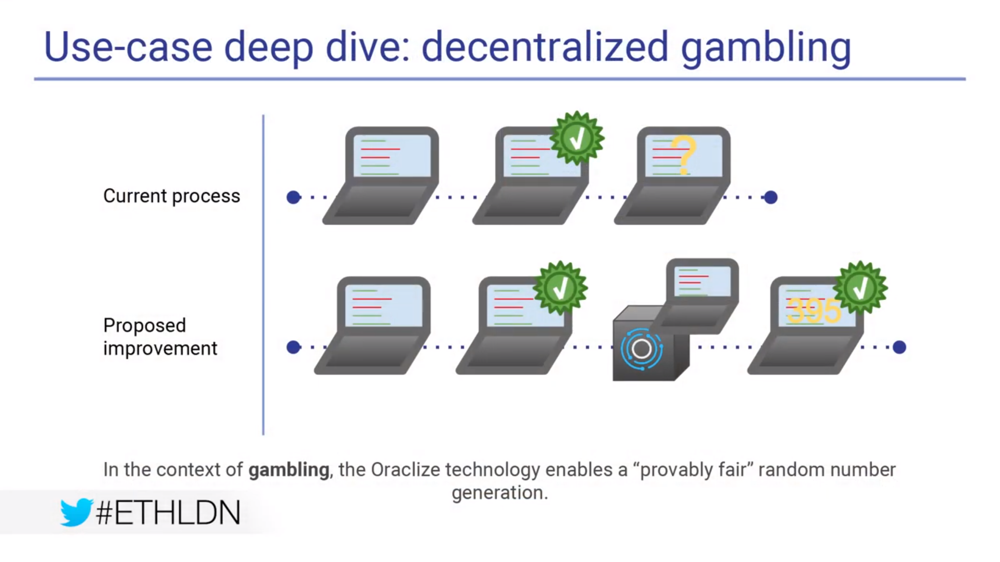 Use-case deep dive: decentralized gambling
Current process
?
Proposed
improvement
395
In the context of gambling, the Oraclize technology enables a “provably fair” random number
generation.
#ETHLDN